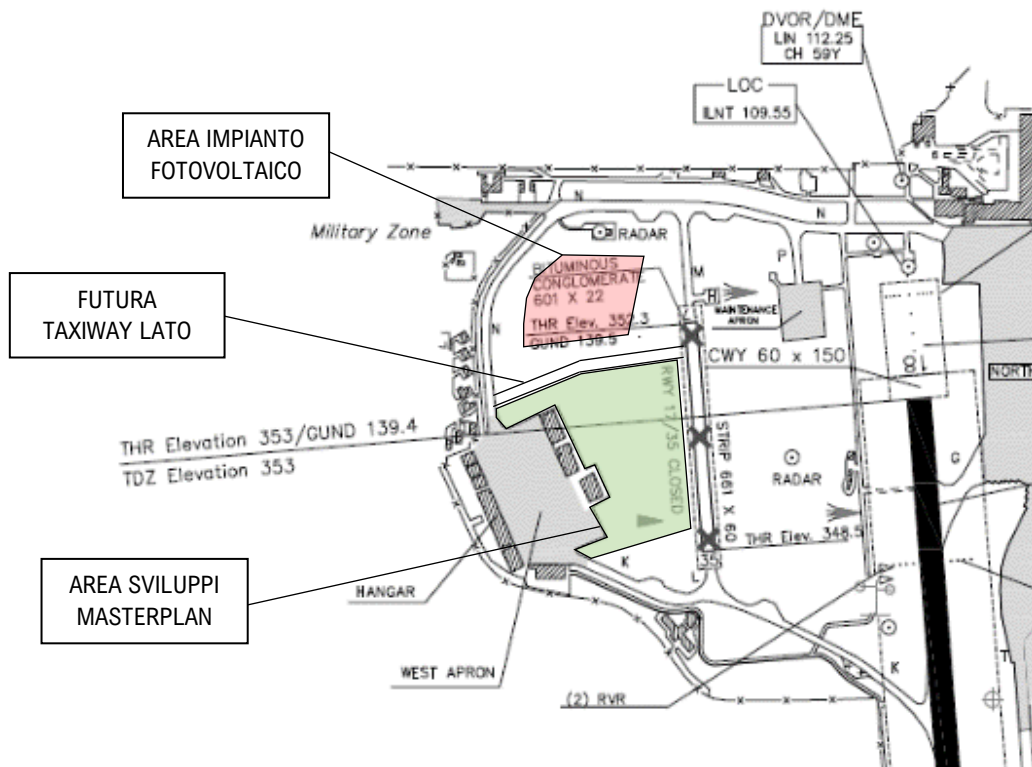 DVOR/DME
LIN 112.25
CH 59Y
LOC
ILNT 109.55
AREA IMPIANTO
FOTOVOLTAICO
N
N
Military Zone
RADAR
BITUMINOUS
CONGLOMERATE
601 X 22
M
P
H
MAINTENANCE
APRON
FUTURA
TAXIWAY LATO
N
THR Elev. 352.3
GUND 139.5
CWY 60 x 150
18
NORTH
THR Elevation 353/GUND 139.4
TDZ Elevation 353
RWY 17/35 CLOSED
STRIP 661 X 60
RADAR
G
THR Elev. 348.5
35
K
L
AREA SVILUPPI
MASTERPLAN
HANGAR
WEST APRON
K
T
(2) RVR